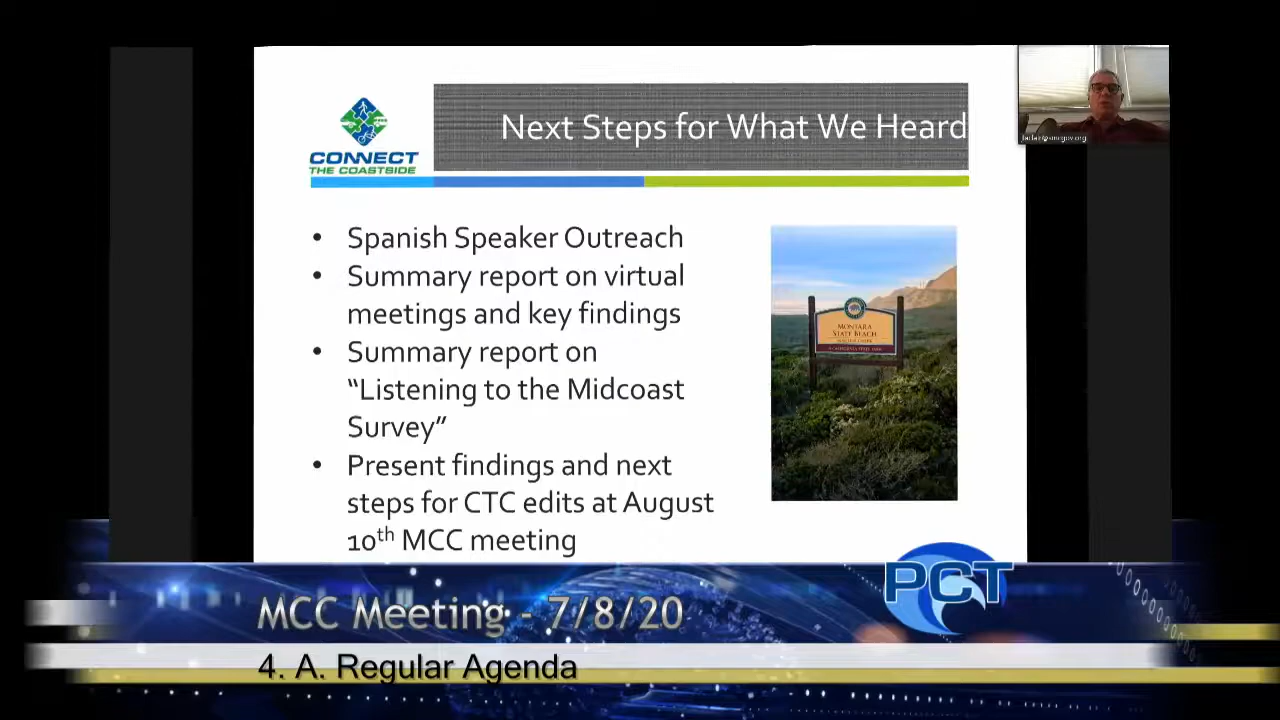 Next Steps for What We Heard
CONNECT
THE COASTSIDE
• Spanish Speaker Outreach
• Summary report on virtual
meetings and key findings
• Summary report on
“Listening to the Midcoast
Survey”
• Present findings and next
steps for CTC edits at August
10th MCC meeting
MONTARA
STATE BEACH
PCT
MCC Meeting - 7/8/20
4. A. Regular Agenda